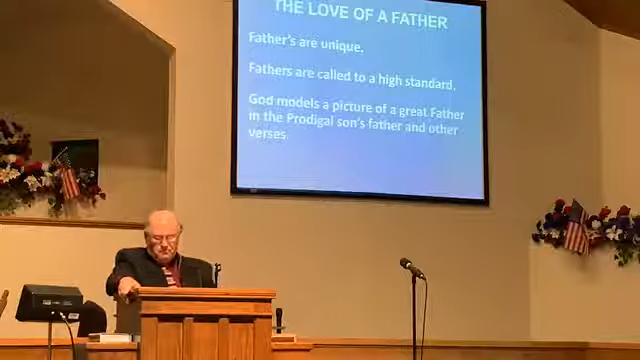 THE LOVE OF A FATHER
Father's are unique.
Fathers are called to a high standard.
God models a picture of a great Father
in the Prodigal son's father and other
verses.